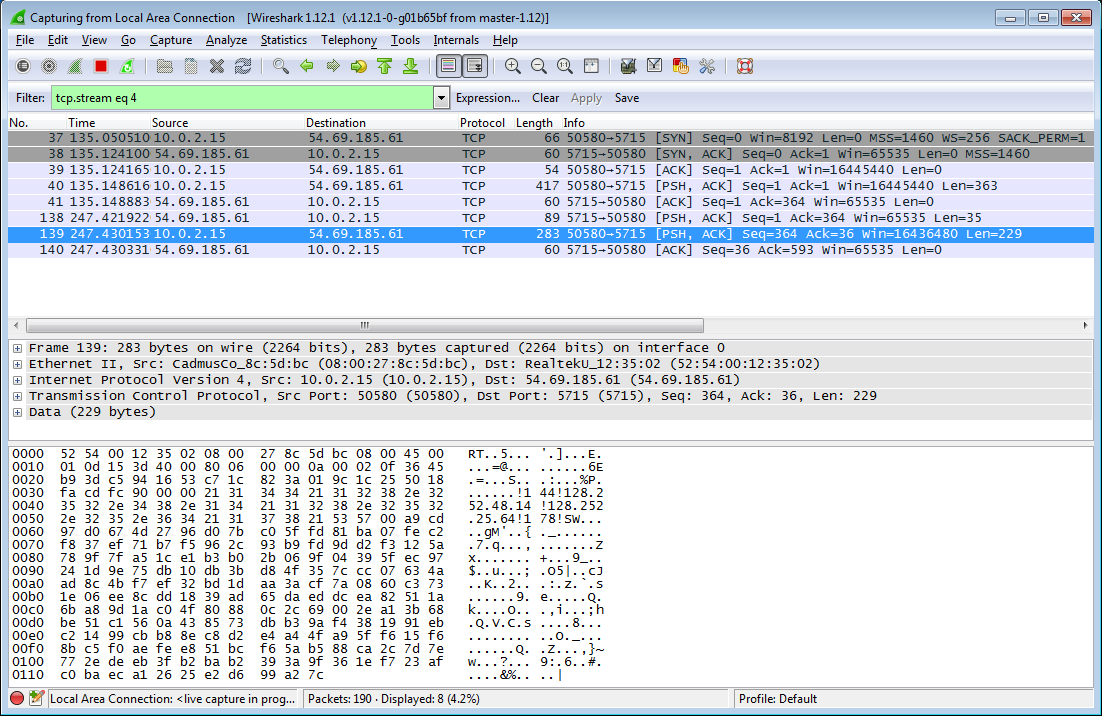 Capturing from Local Area Connection [Wireshark 1.12.1 (v1.12.1-0-g01b65bf from master-1.12)]
File Edit View Go Capture Analyze Statistics Telephony Tools Internals Help
Filter: tcp.stream eq 4 Expression... Clear Apply Save
No. Time Source Destination Protocol Length Info
37 135.050510 10.0.2.15 54.69.185.61 TCP 66 50580→5715 [SYN] Seq=0 Win=8192 Len=0 MSS=1460 WS=256 SACK_PERM=1
38 135.124100 54.69.185.61 10.0.2.15 TCP 60 5715→50580 [SYN, ACK] Seq=0 Ack=1 Win=65535 Len=0 MSS=1460
39 135.124165 10.0.2.15 54.69.185.61 TCP 54 50580→5715 [ACK] Seq=1 Ack=1 Win=16445440 Len=0
40 135.148616 10.0.2.15 54.69.185.61 TCP 417 50580→5715 [PSH, ACK] Seq=1 Ack=1 Win=16445440 Len=363
41 135.148883 54.69.185.61 10.0.2.15 TCP 60 5715→50580 [ACK] Seq=1 Ack=364 Win=65535 Len=0
138 247.421922 54.69.185.61 10.0.2.15 TCP 89 5715→50580 [PSH, ACK] Seq=1 Ack=364 Win=65535 Len=35
139 247.430153 10.0.2.15 54.69.185.61 TCP 283 50580→5715 [PSH, ACK] Seq=364 Ack=36 Win=16436480 Len=229
140 247.430331 54.69.185.61 10.0.2.15 TCP 60 5715→50580 [ACK] Seq=36 Ack=593 Win=65535 Len=0
Frame 139: 283 bytes on wire (2264 bits), 283 bytes captured (2264 bits) on interface 0
Ethernet II, Src: CadmusCo_8c:5d:bc (08:00:27:8c:5d:bc), Dst: RealtekU_12:35:02 (52:54:00:12:35:02)
Internet Protocol Version 4, Src: 10.0.2.15 (10.0.2.15), Dst: 54.69.185.61 (54.69.185.61)
Transmission Control Protocol, Src Port: 50580 (50580), Dst Port: 5715 (5715), Seq: 364, Ack: 36, Len: 229
Data (229 bytes)
0000 52 54 00 12 35 02 08 00 27 8c 5d bc 08 00 45 00 RT..5... '.]...E.
0010 01 0d 15 3d 40 00 80 06 00 00 0a 00 02 0f 36 45 ...=@... ......6E
0020 b9 3d c5 94 16 53 c7 1c 82 3a 01 9c 1c 25 50 18 .=...S.. .:...%P.
0030 fa cd fc 90 00 00 21 31 34 34 21 31 32 38 2e 32 ......!1 44!128.2
0040 35 32 2e 34 38 2e 31 34 21 31 32 38 2e 32 35 32 52.48.14 !128.252
0050 2e 32 35 2e 36 34 21 31 37 38 21 53 57 00 a9 cd .25.64!1 78!SW...
0060 97 d0 67 4d 27 96 d0 7b c0 5f fd 81 ba 07 fe c2 ..gM'..{ ._......
0070 f8 37 ef 71 b7 f5 96 2c 93 b9 fd 9d d2 f3 12 5a .7.q..., .......Z
0080 78 9f 7f a5 1c e1 b3 b0 2b 06 9f 04 39 5f ec 97 x....... +...9_..
0090 24 1d 9e 75 db 10 db 3b d8 4f 35 7c cc 07 63 4a $..u...; .O5|..cJ
00a0 ad 8c 4b f7 ef 32 bd 1d aa 3a cf 7a 08 60 c3 73 ..K..2.. .:.z.`.s
00b0 1e 06 ee 8c dd 18 39 ad 65 da ed dc ea 82 51 1a ......9. e.....Q.
00c0 6b a8 9d 1a c0 4f 80 88 0c 2c 69 00 2e a1 3b 68 k....O.. .,i...;h
00d0 be 51 c1 56 0a 43 85 73 db b3 9a f4 38 19 91 eb .Q.V.C.s ....8...
00e0 c2 14 99 cb b8 8e c8 d2 e4 a4 4f a9 5f f6 15 f6 ........ ..O._...
00f0 8b c5 f0 ae fe e8 51 bc f6 5a b5 88 ca 2c 7d 7e ......Q. .Z...,}~
0100 77 2e de eb 3f b2 ba b2 39 3a 9f 36 1e f7 23 af w...?... 9:.6..#.
0110 c0 ba ec a1 26 25 e2 d6 99 a2 7c ....&%.. ..|
Local Area Connection: <live capture in prog... Packets: 190 · Displayed: 8 (4.2%) Profile: Default